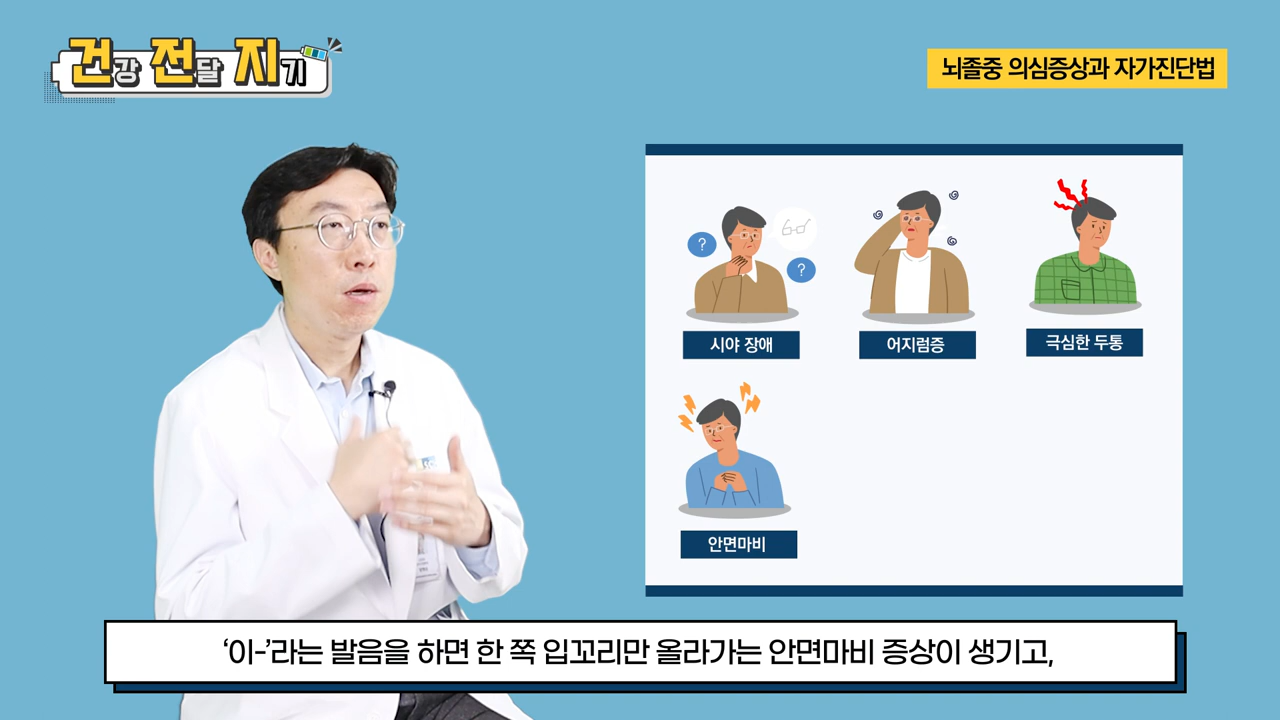 건강 전달 지기
뇌졸중 의심증상과 자가진단법
?
?
시야 장애
어지럼증
극심한 두통
안면마비
‘이-’라는 발음을 하면 한 쪽 입꼬리만 올라가는 안면마비 증상이 생기고,